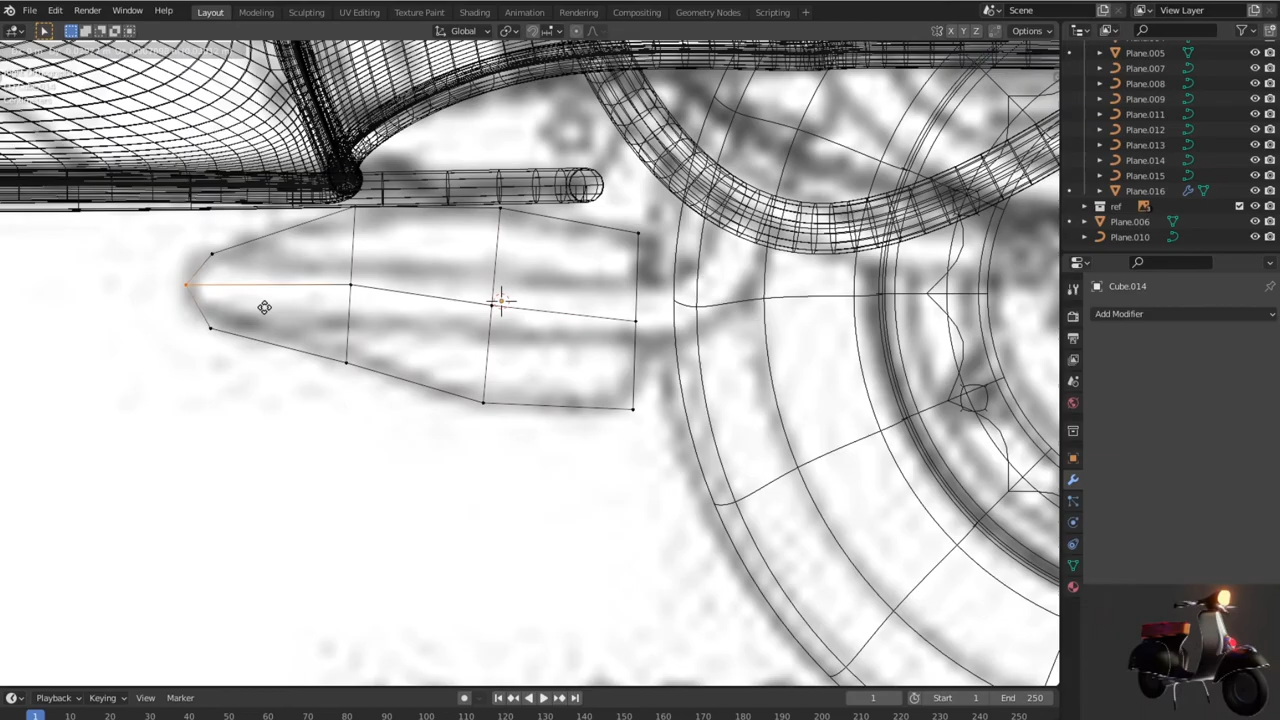 File Edit Render Window Help Layout Modeling Sculpting UV Editing Texture Paint Shading Animation Rendering Compositing Geometry Nodes Scripting + Scene View Layer
Global X Y Z Options
Plane.005
Plane.007
Plane.008
Plane.009
Plane.011
Plane.012
Plane.013
Plane.014
Plane.015
Plane.016
ref
Plane.006
Plane.010
Cube.014
Add Modifier
Playback Keying View Marker 1 Start 1 End 250
1 10 20 30 40 50 60 70 80 90 100 110 120 130 140 150 160 170 180 190 200 210 220 230 240 250